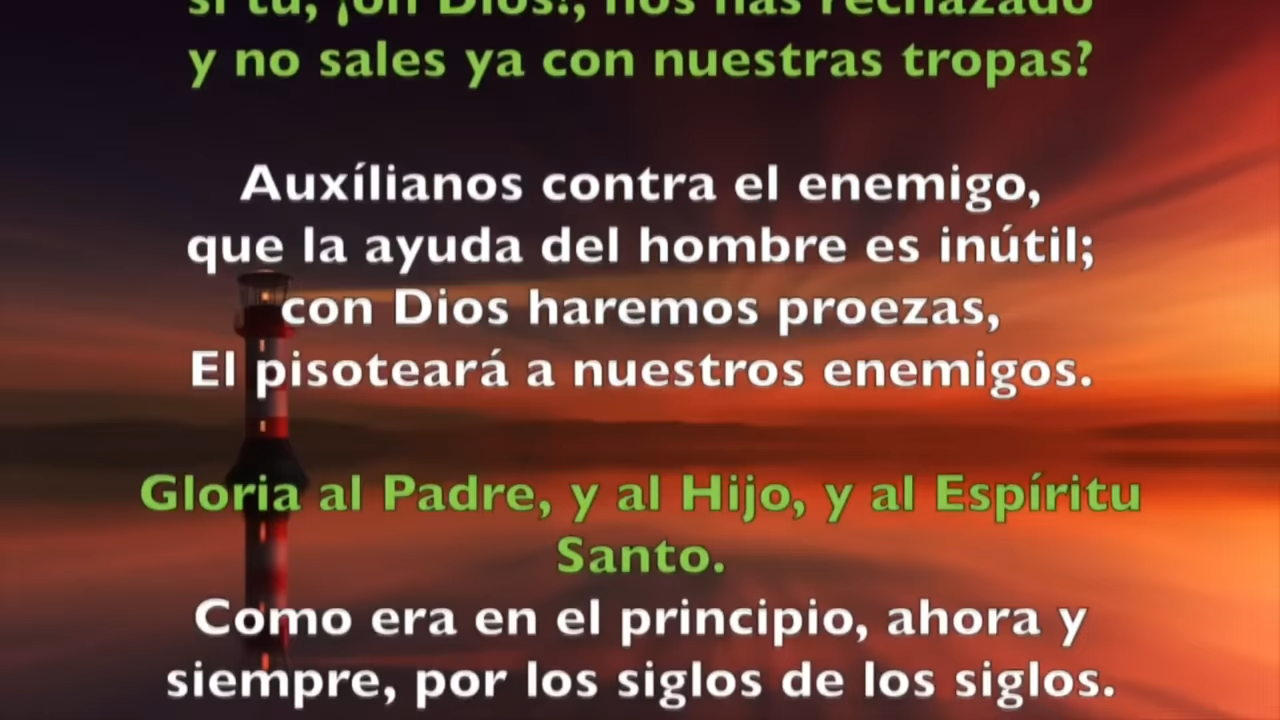 si tú, ¡oh Dios!, nos has rechazado
y no sales ya con nuestras tropas?
Auxílianos contra el enemigo,
que la ayuda del hombre es inútil;
con Dios haremos proezas,
El pisoteará a nuestros enemigos.
Gloria al Padre, y al Hijo, y al Espíritu
Santo.
Como era en el principio, ahora y
siempre, por los siglos de los siglos.